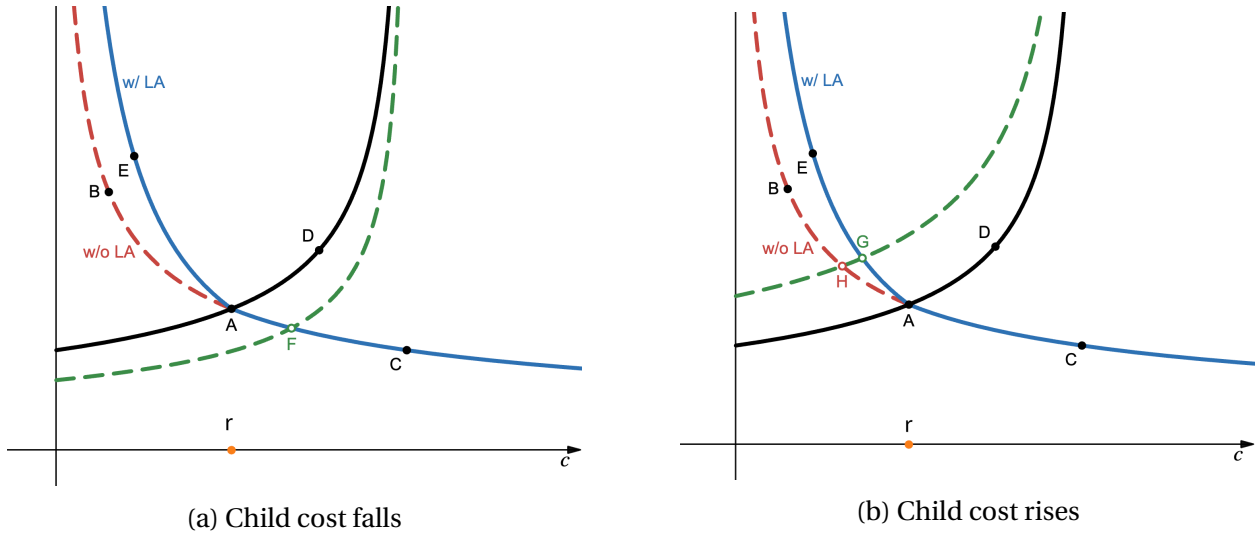 w/ LA
E
B
w/o LA
D
A
F
C
r
c
(a) Child cost falls
w/ LA
E
B
G
D
w/o LA
H
A
C
r
c
(b) Child cost rises